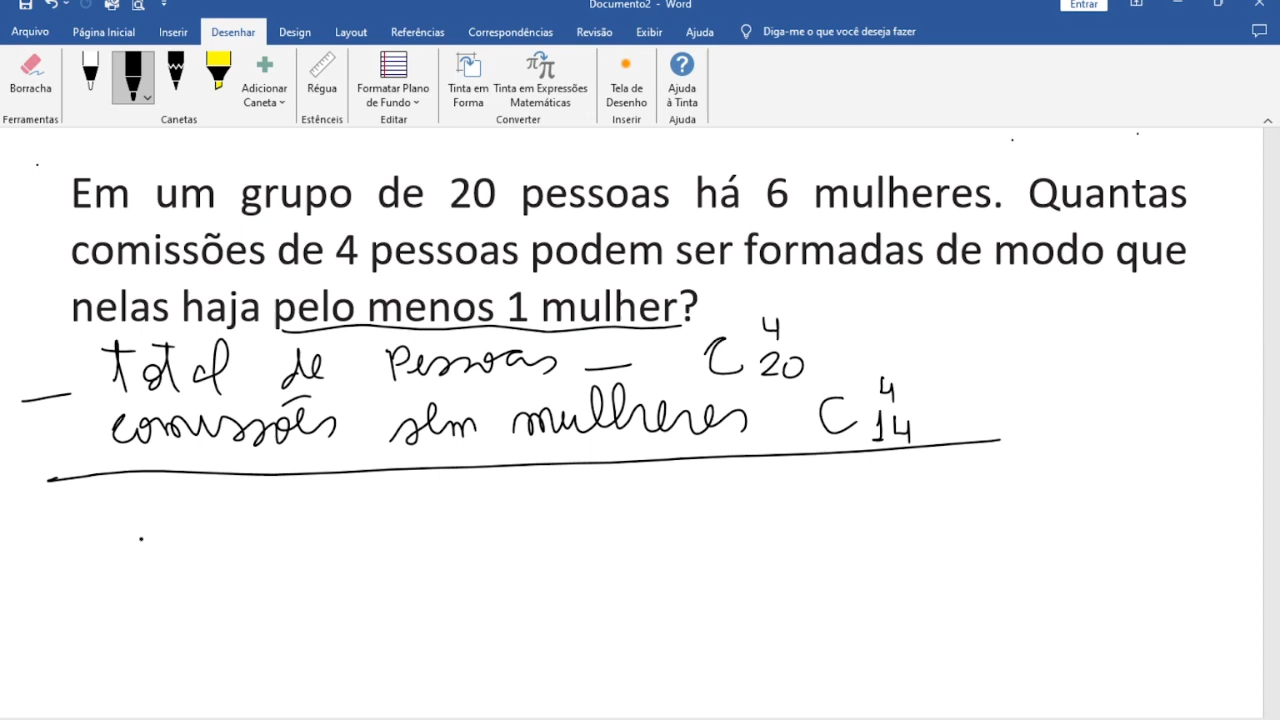 Documento2 - Word
Entrar
Arquivo Página Inicial Inserir Desenhar Design Layout Referências Correspondências Revisão Exibir Ajuda Diga-me o que você deseja fazer
Borracha
Adicionar Caneta
Régua
Formatar Plano de Fundo
Tinta em Forma
Tinta em Expressões Matemáticas
Tela de Desenho
Ajuda à Tinta
Ferramentas Canetas Estênceis Editar Converter Inserir Ajuda
Em um grupo de 20 pessoas há 6 mulheres. Quantas
comissões de 4 pessoas podem ser formadas de modo que
nelas haja pelo menos 1 mulher?
total de Pessoas – C 4 20
– comissões sem mulheres C 4 14